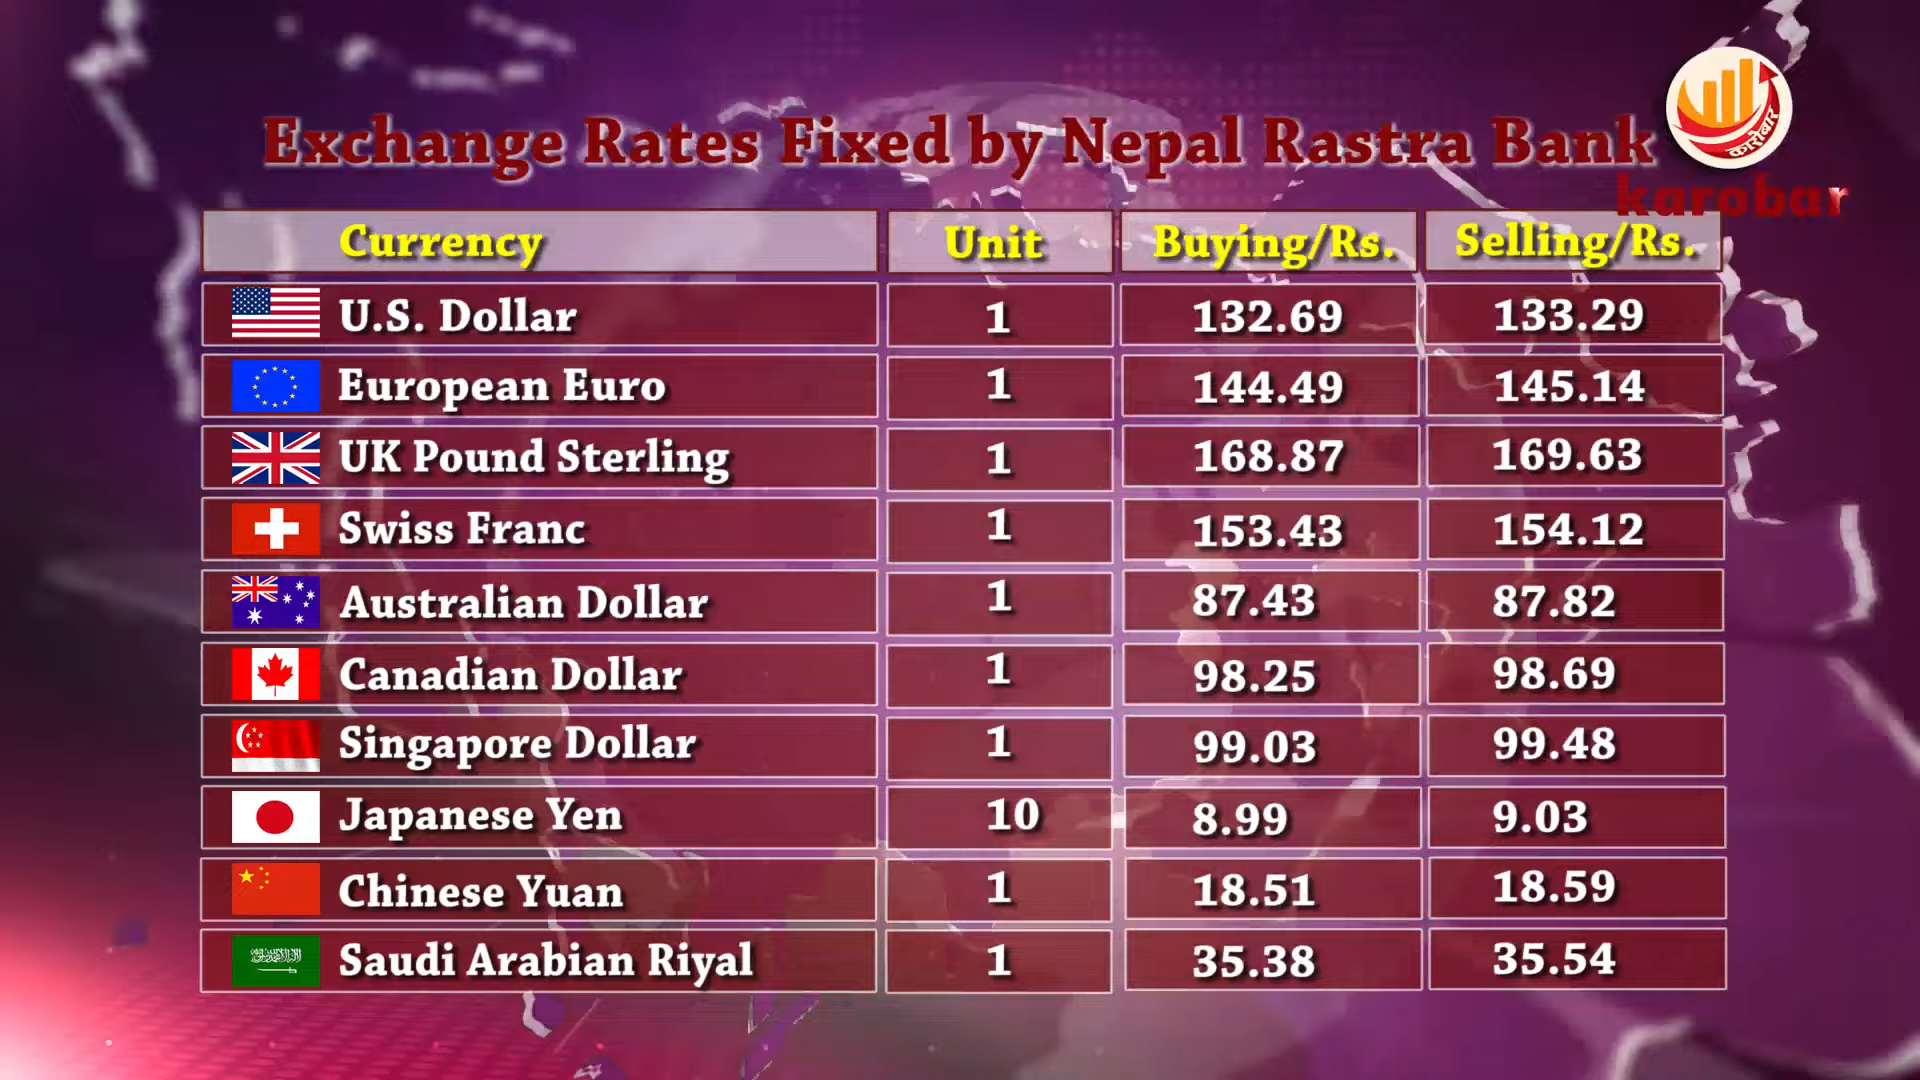 Exchange Rates Fixed by Nepal Rastra Bank
कारोबार
karobar
Currency Unit Buying/Rs. Selling/Rs.
U.S. Dollar 1 132.69 133.29
European Euro 1 144.49 145.14
UK Pound Sterling 1 168.87 169.63
Swiss Franc 1 153.43 154.12
Australian Dollar 1 87.43 87.82
Canadian Dollar 1 98.25 98.69
Singapore Dollar 1 99.03 99.48
Japanese Yen 10 8.99 9.03
Chinese Yuan 1 18.51 18.59
Saudi Arabian Riyal 1 35.38 35.54